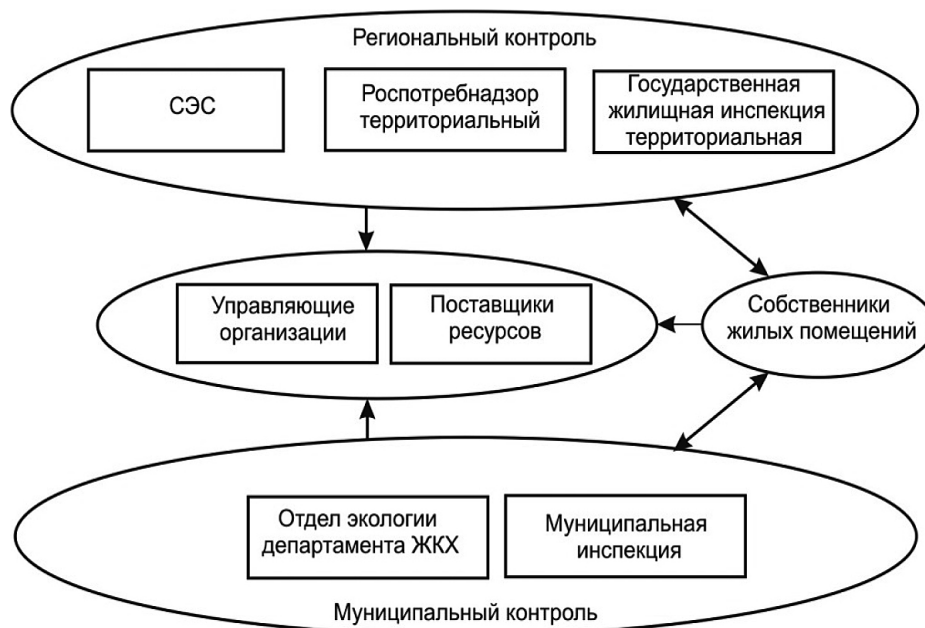 Региональный контроль
СЭС
Роспотребнадзор
территориальный
Государственная
жилищная инспекция
территориальная
Управляющие
организации
Поставщики
ресурсов
Собственники
жилых помещений
Отдел экологии
департамента ЖКХ
Муниципальная
инспекция
Муниципальный контроль